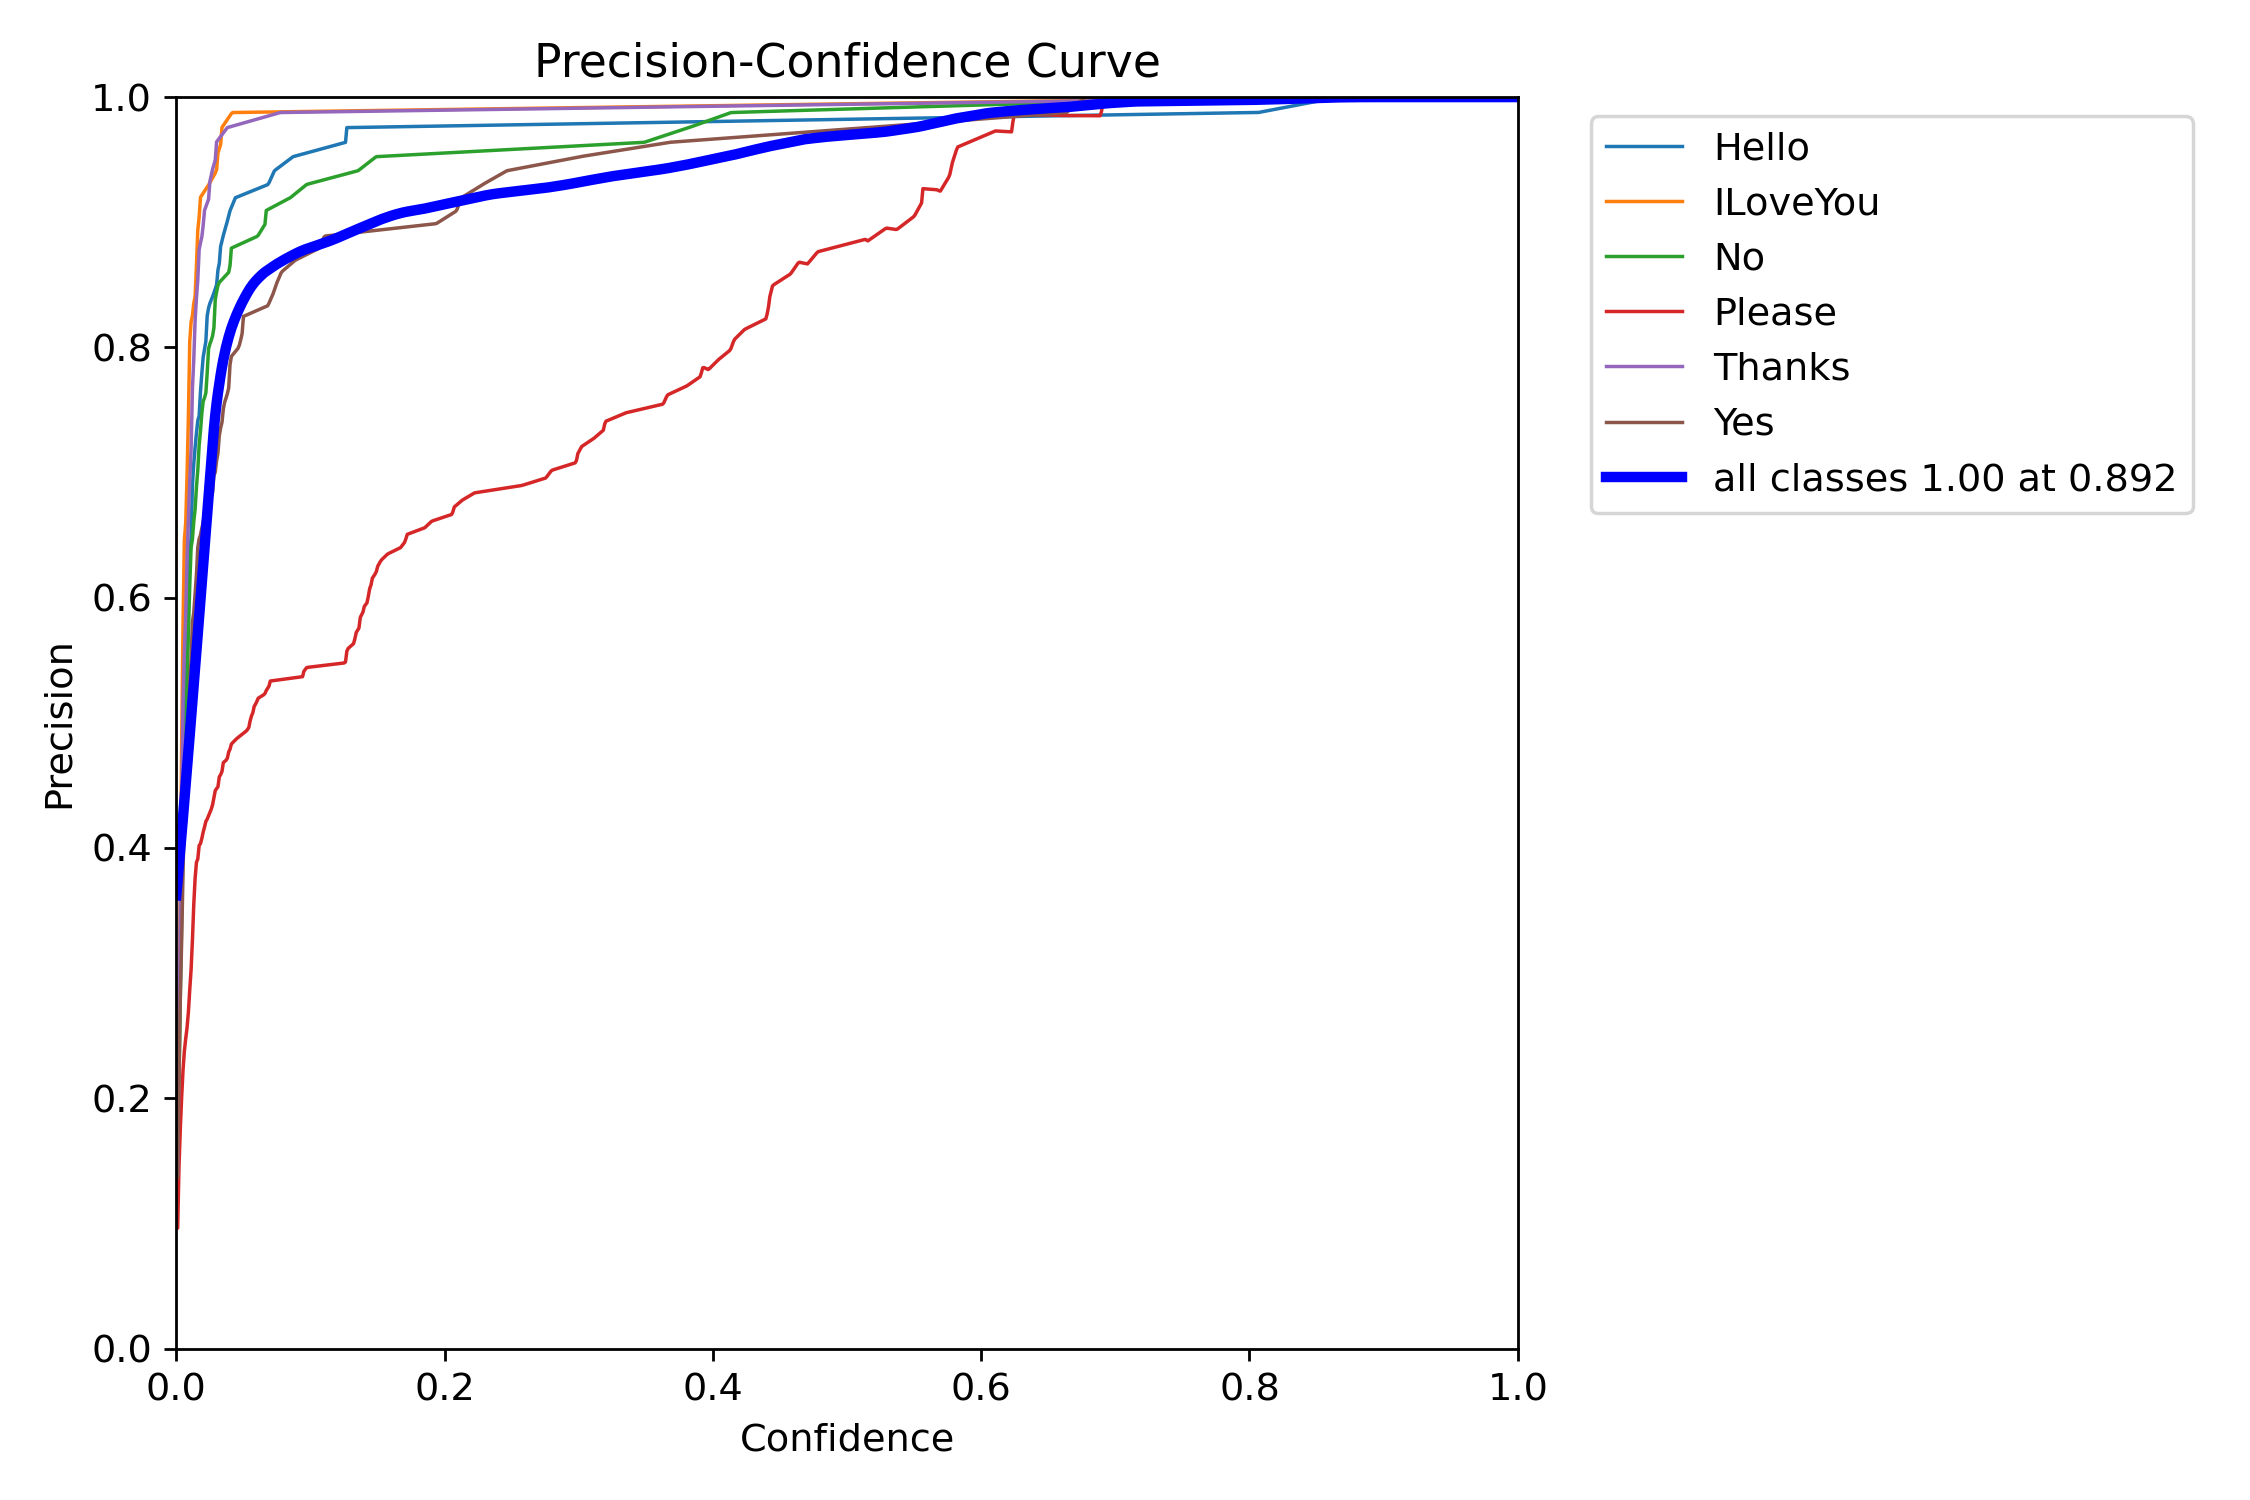 Precision-Confidence Curve
1.0
0.8
0.6
0.4
0.2
0.0
Precision
0.0 0.2 0.4 0.6 0.8 1.0
Confidence
Hello
ILoveYou
No
Please
Thanks
Yes
all classes 1.00 at 0.892